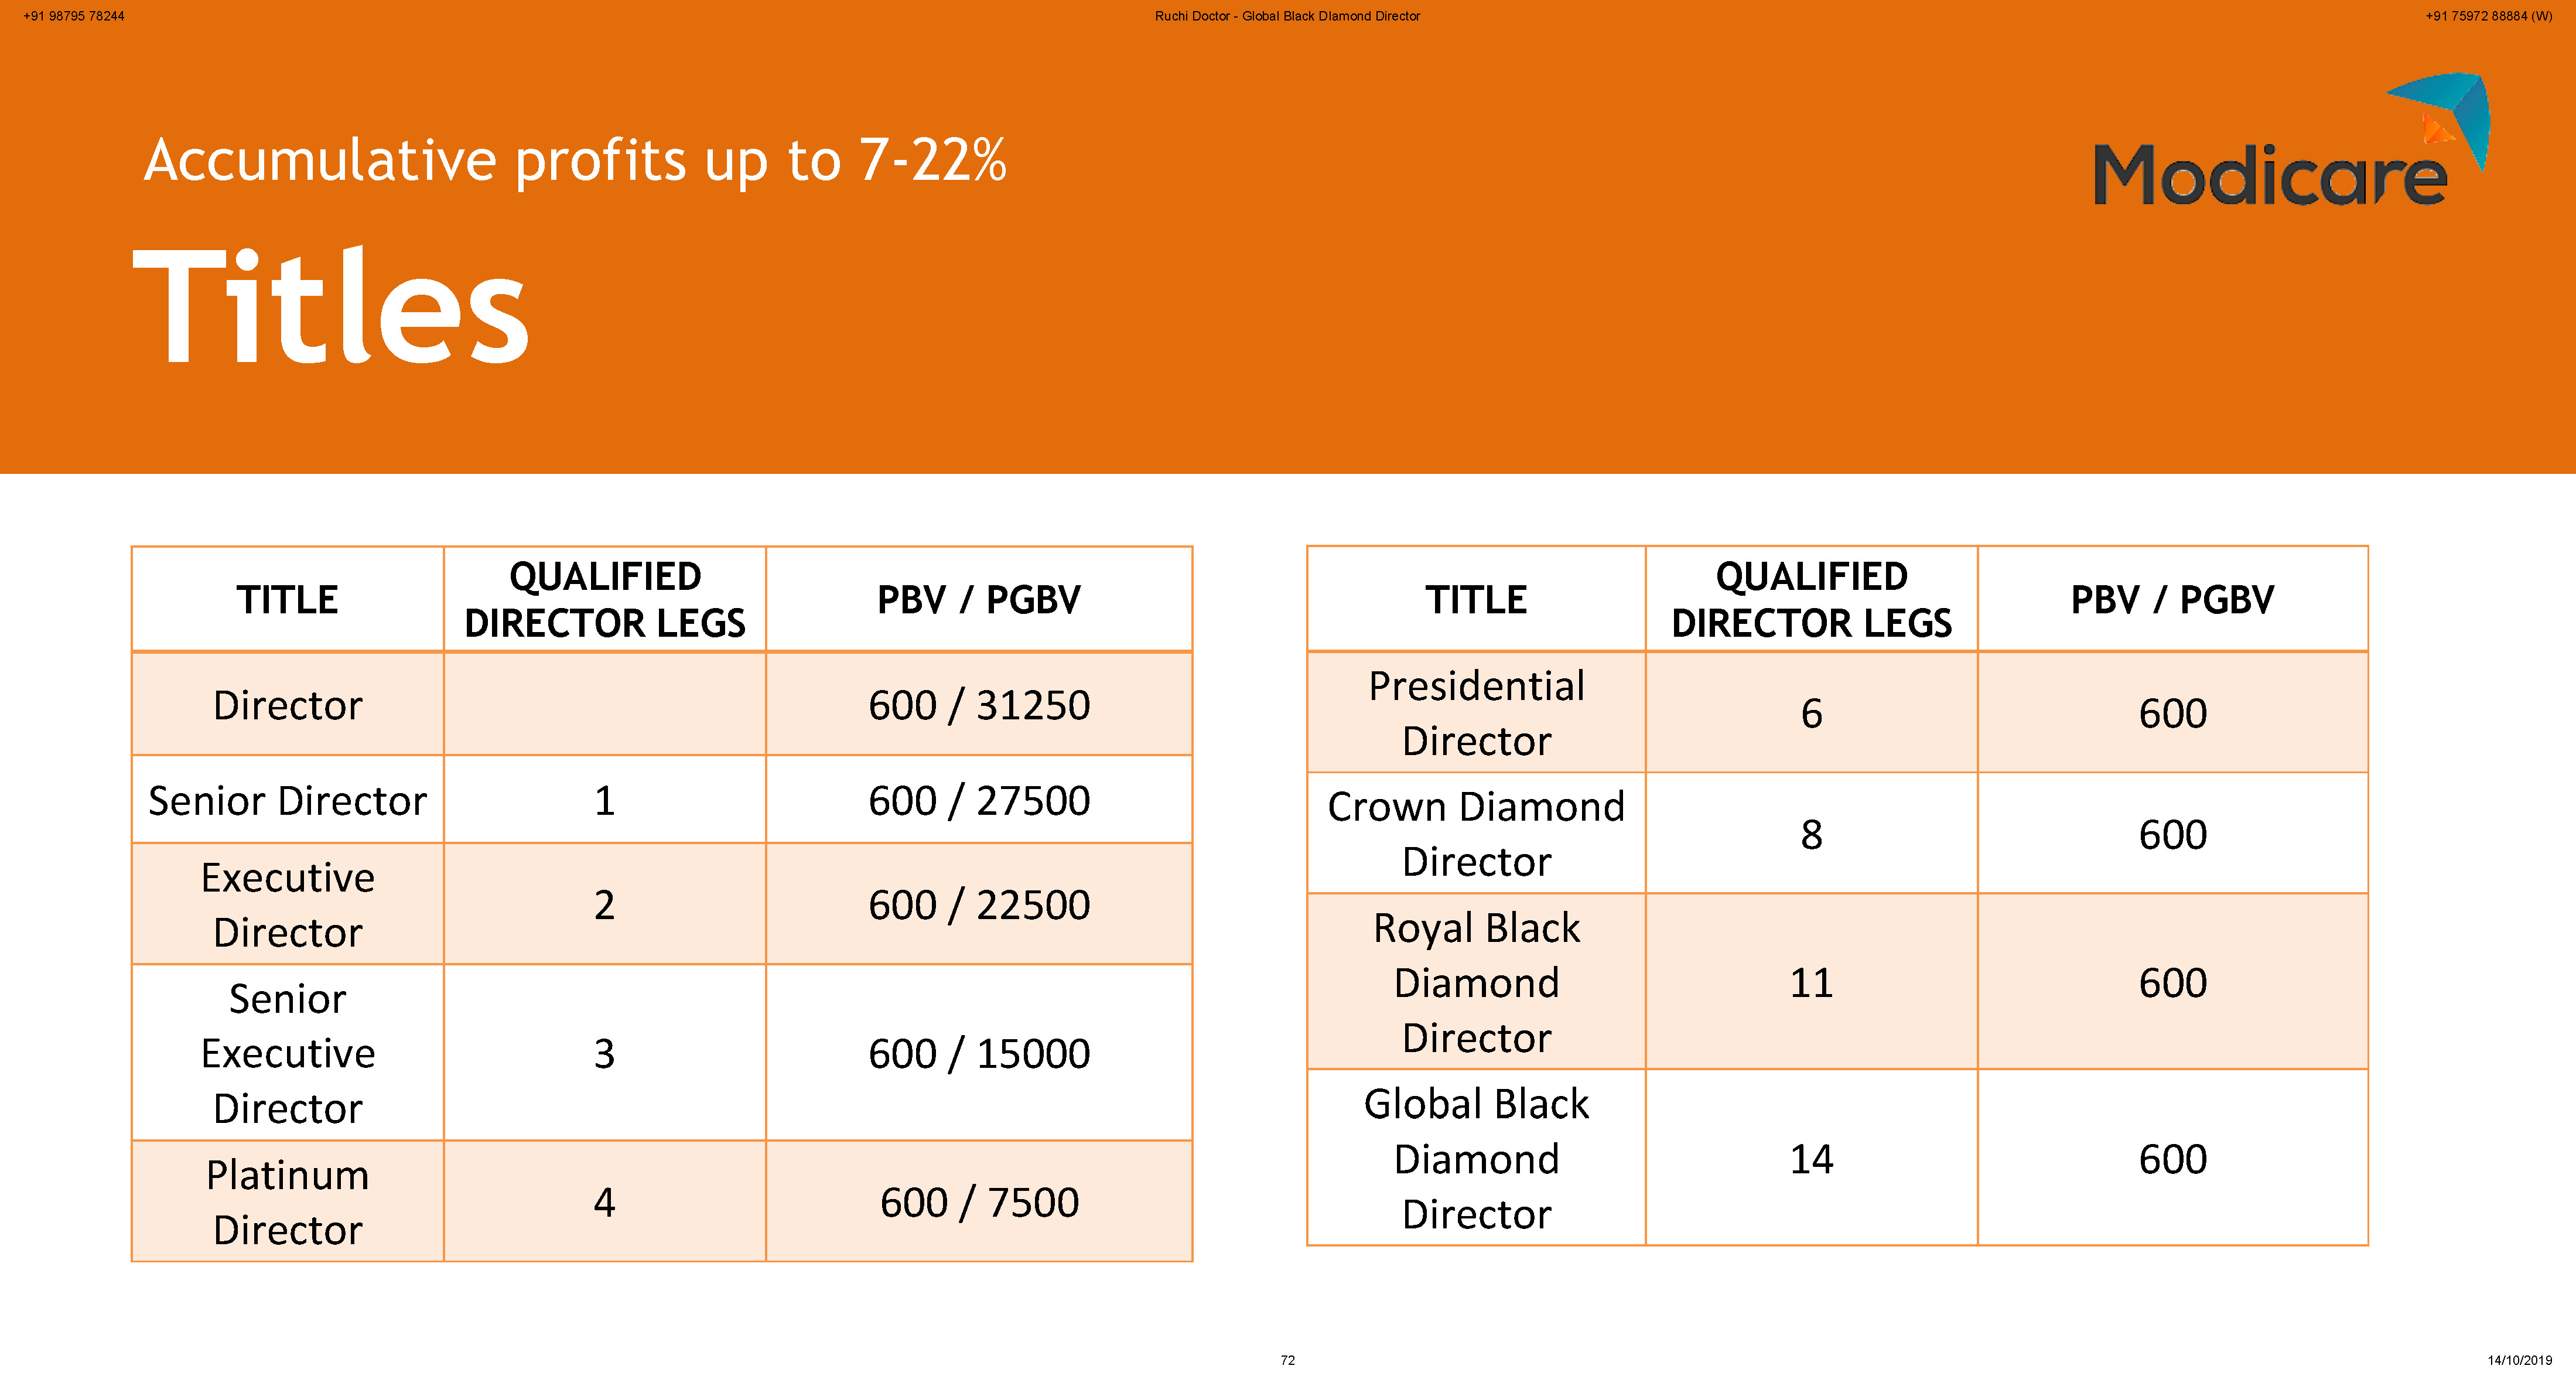 +91 98795 78244
Ruchi Doctor - Global Black DIamond Director
+91 75972 88884 (W)
Accumulative profits up to 7-22%
Modicare
Titles
TITLE
QUALIFIED
DIRECTOR LEGS
PBV / PGBV
Director
600 / 31250
Senior Director
1
600 / 27500
Executive
Director
2
600 / 22500
Senior
Executive
Director
3
600 / 15000
Platinum
Director
4
600 / 7500
TITLE
QUALIFIED
DIRECTOR LEGS
PBV / PGBV
Presidential
Director
6
600
Crown Diamond
Director
8
600
Royal Black
Diamond
Director
11
600
Global Black
Diamond
Director
14
600
72
14/10/2019